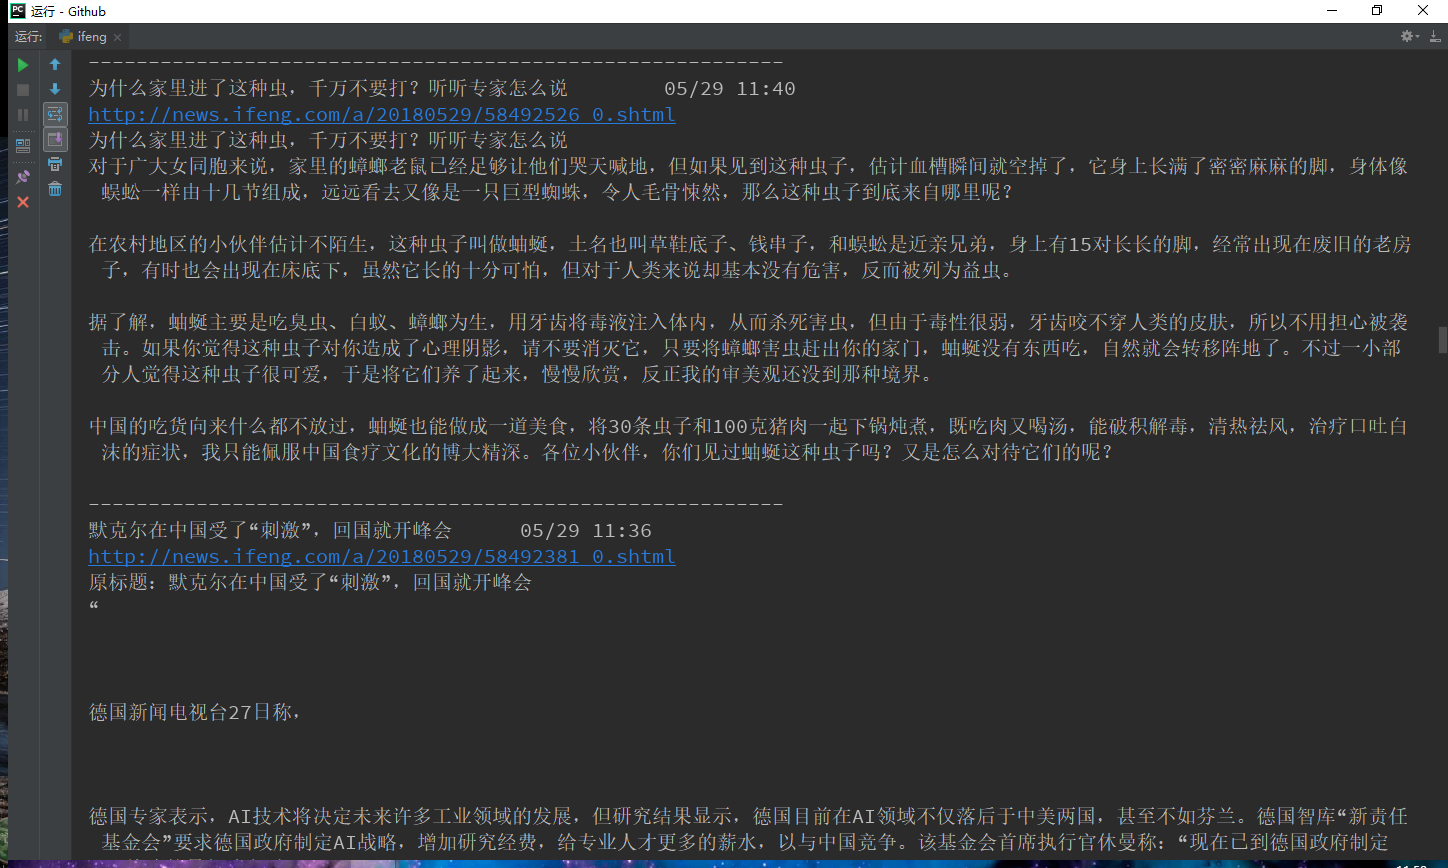 PC 运行 - Github
运行: ifeng
----------------------------------------------------------
为什么家里进了这种虫，千万不要打？听听专家怎么说 05/29 11:40
http://news.ifeng.com/a/20180529/58492526_0.shtml
为什么家里进了这种虫，千万不要打？听听专家怎么说
对于广大女同胞来说，家里的蟑螂老鼠已经足够让他们哭天喊地，但如果见到这种虫子，估计血槽瞬间就空掉了，它身上长满了密密麻麻的脚，身体像
蜈蚣一样由十几节组成，远远看去又像是一只巨型蜘蛛，令人毛骨悚然，那么这种虫子到底来自哪里呢？
在农村地区的小伙伴估计不陌生，这种虫子叫做蚰蜒，土名也叫草鞋底子、钱串子，和蜈蚣是近亲兄弟，身上有15对长长的脚，经常出现在废旧的老房
子，有时也会出现在床底下，虽然它长的十分可怕，但对于人类来说却基本没有危害，反而被列为益虫。
据了解，蚰蜒主要是吃臭虫、白蚁、蟑螂为生，用牙齿将毒液注入体内，从而杀死害虫，但由于毒性很弱，牙齿咬不穿人类的皮肤，所以不用担心被袭
击。如果你觉得这种虫子对你造成了心理阴影，请不要消灭它，只要将蟑螂害虫赶出你的家门，蚰蜒没有东西吃，自然就会转移阵地了。不过一小部
分人觉得这种虫子很可爱，于是将它们养了起来，慢慢欣赏，反正我的审美观还没到那种境界。
中国的吃货向来什么都不放过，蚰蜒也能做成一道美食，将30条虫子和100克猪肉一起下锅炖煮，既吃肉又喝汤，能破积解毒，清热祛风，治疗口吐白
沫的症状，我只能佩服中国食疗文化的博大精深。各位小伙伴，你们见过蚰蜒这种虫子吗？又是怎么对待它们的呢？
----------------------------------------------------------
默克尔在中国受了“刺激”，回国就开峰会 05/29 11:36
http://news.ifeng.com/a/20180529/58492381_0.shtml
原标题：默克尔在中国受了“刺激”，回国就开峰会
“
德国新闻电视台27日称，
德国专家表示，AI技术将决定未来许多工业领域的发展，但研究结果显示，德国目前在AI领域不仅落后于中美两国，甚至不如芬兰。德国智库“新责任
基金会”要求德国政府制定AI战略，增加研究经费，给专业人才更多的薪水，以与中国竞争。该基金会首席执行官休曼称：“现在已到德国政府制定